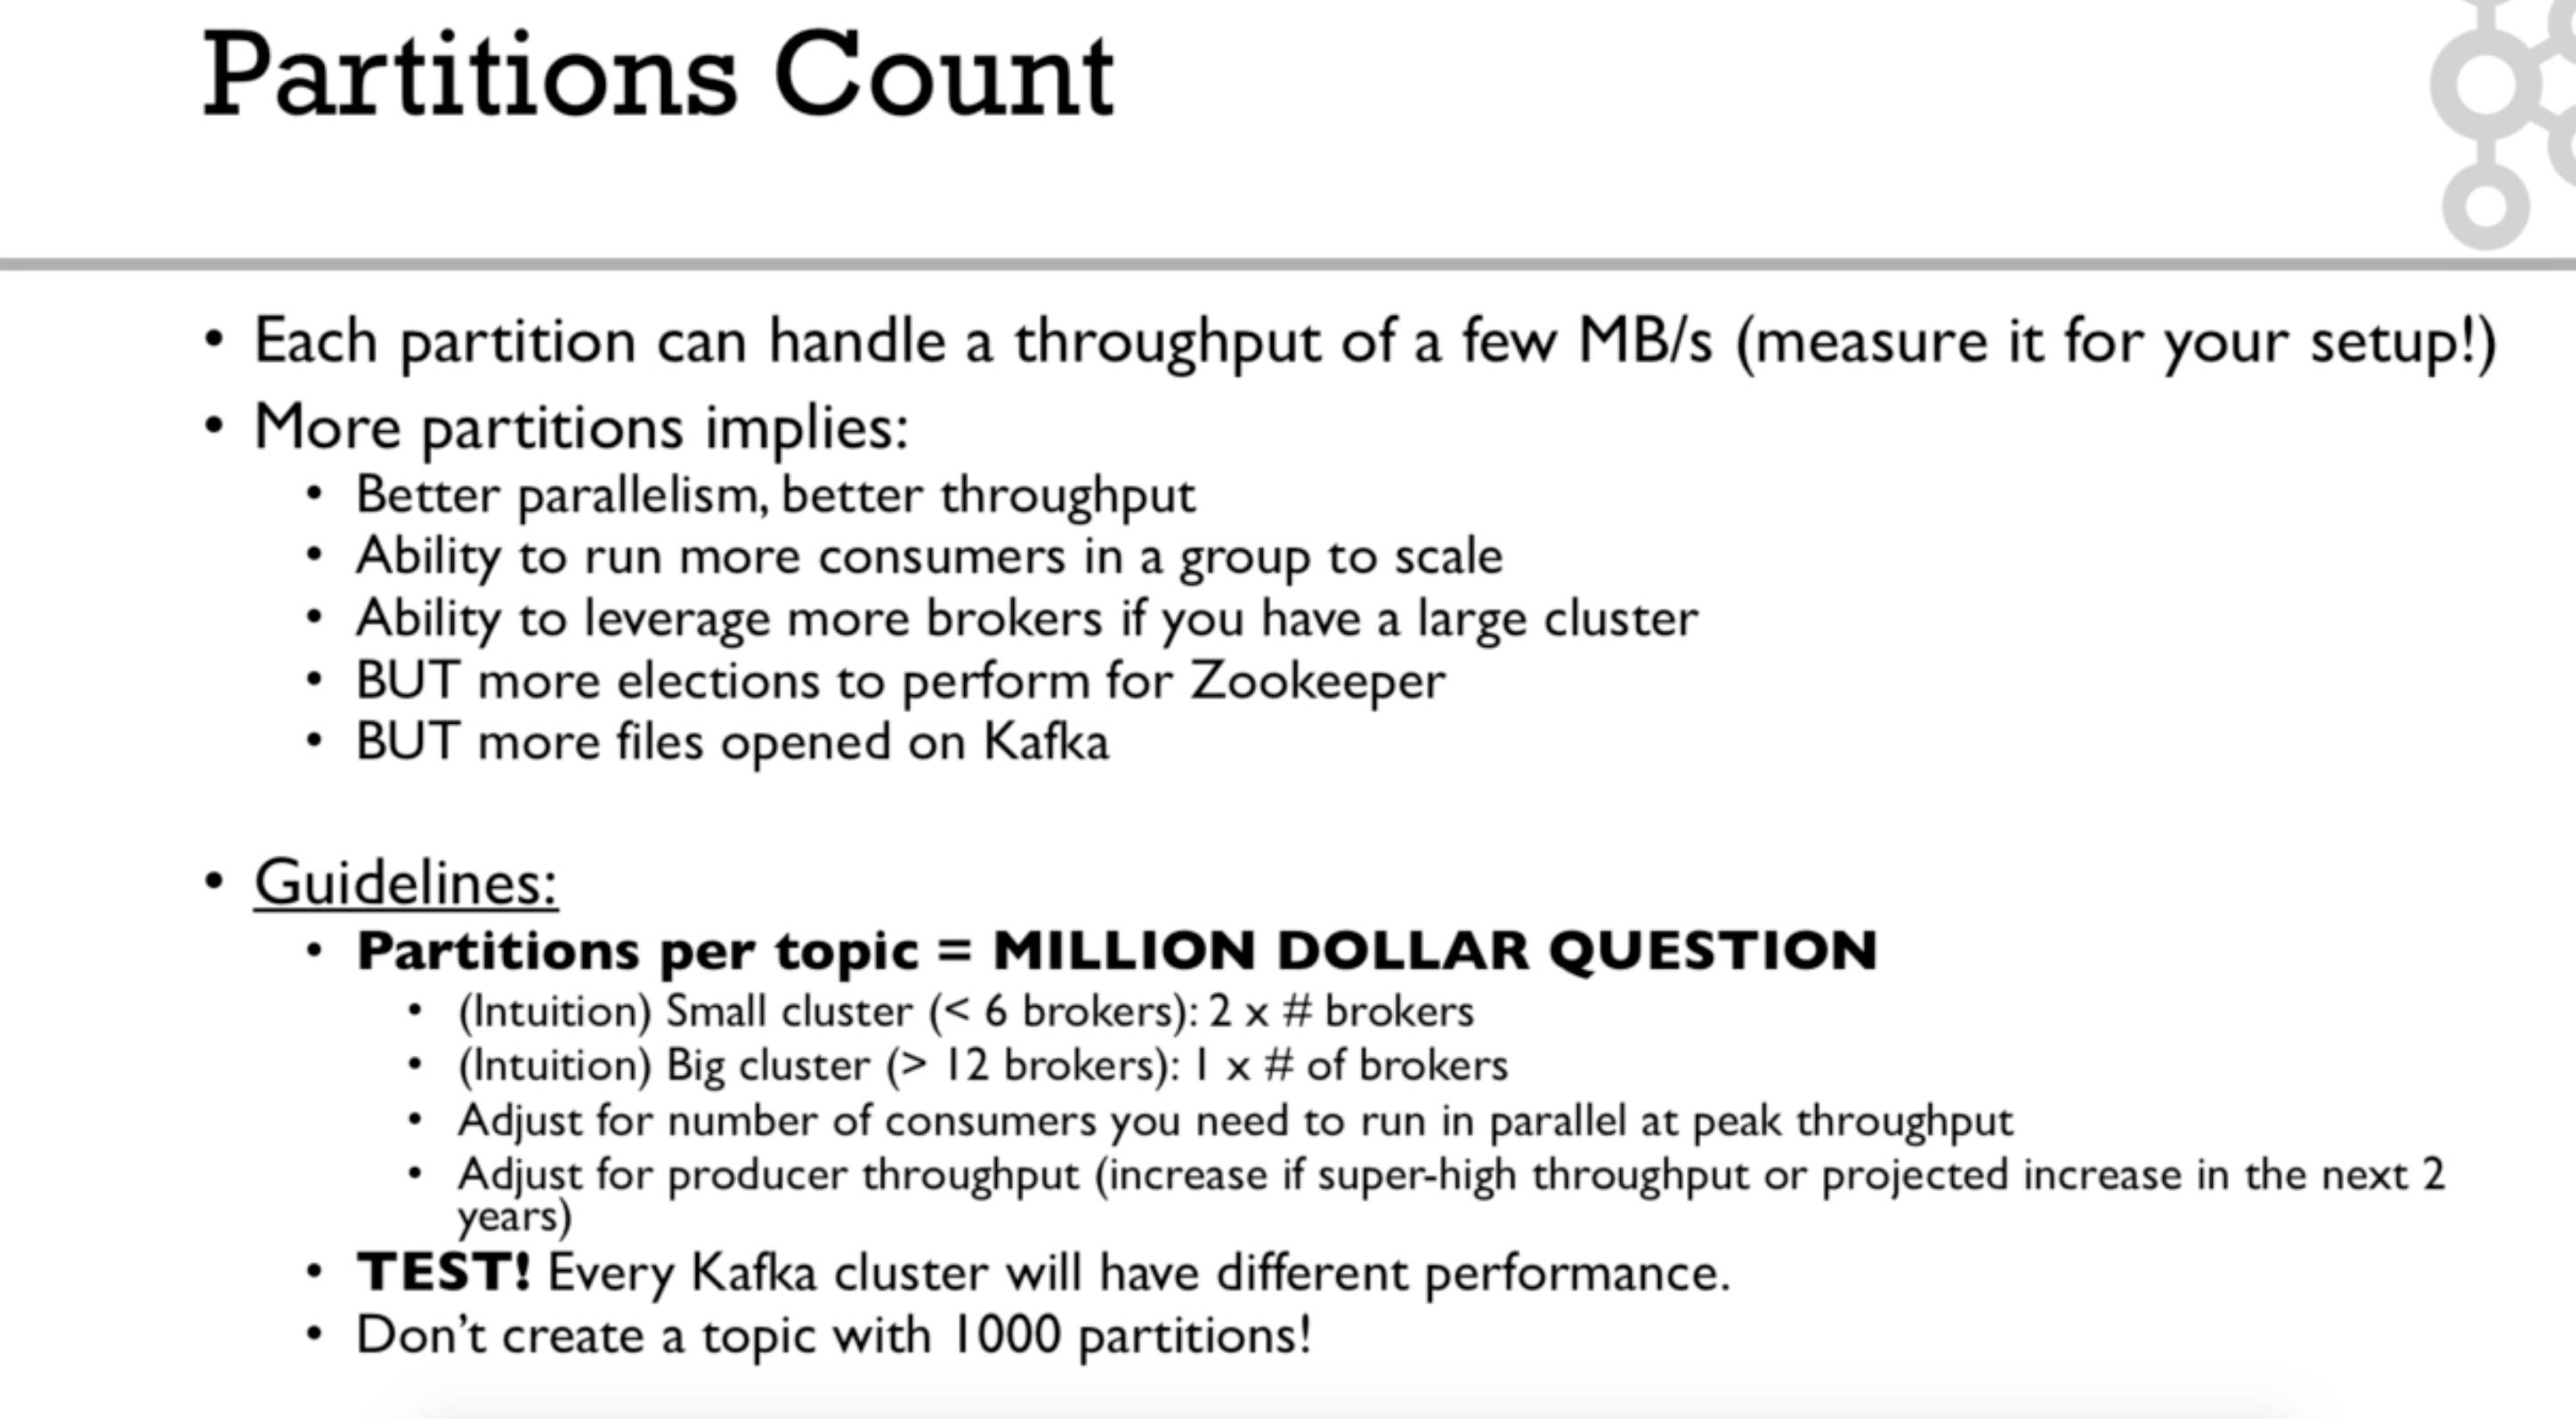 Partitions Count
• Each partition can handle a throughput of a few MB/s (measure it for your setup!)
• More partitions implies:
• Better parallelism, better throughput
• Ability to run more consumers in a group to scale
• Ability to leverage more brokers if you have a large cluster
• BUT more elections to perform for Zookeeper
• BUT more files opened on Kafka
• Guidelines:
• Partitions per topic = MILLION DOLLAR QUESTION
• (Intuition) Small cluster (< 6 brokers): 2 x # brokers
• (Intuition) Big cluster (> 12 brokers): 1 x # of brokers
• Adjust for number of consumers you need to run in parallel at peak throughput
• Adjust for producer throughput (increase if super-high throughput or projected increase in the next 2
years)
• TEST! Every Kafka cluster will have different performance.
• Don't create a topic with 1000 partitions!